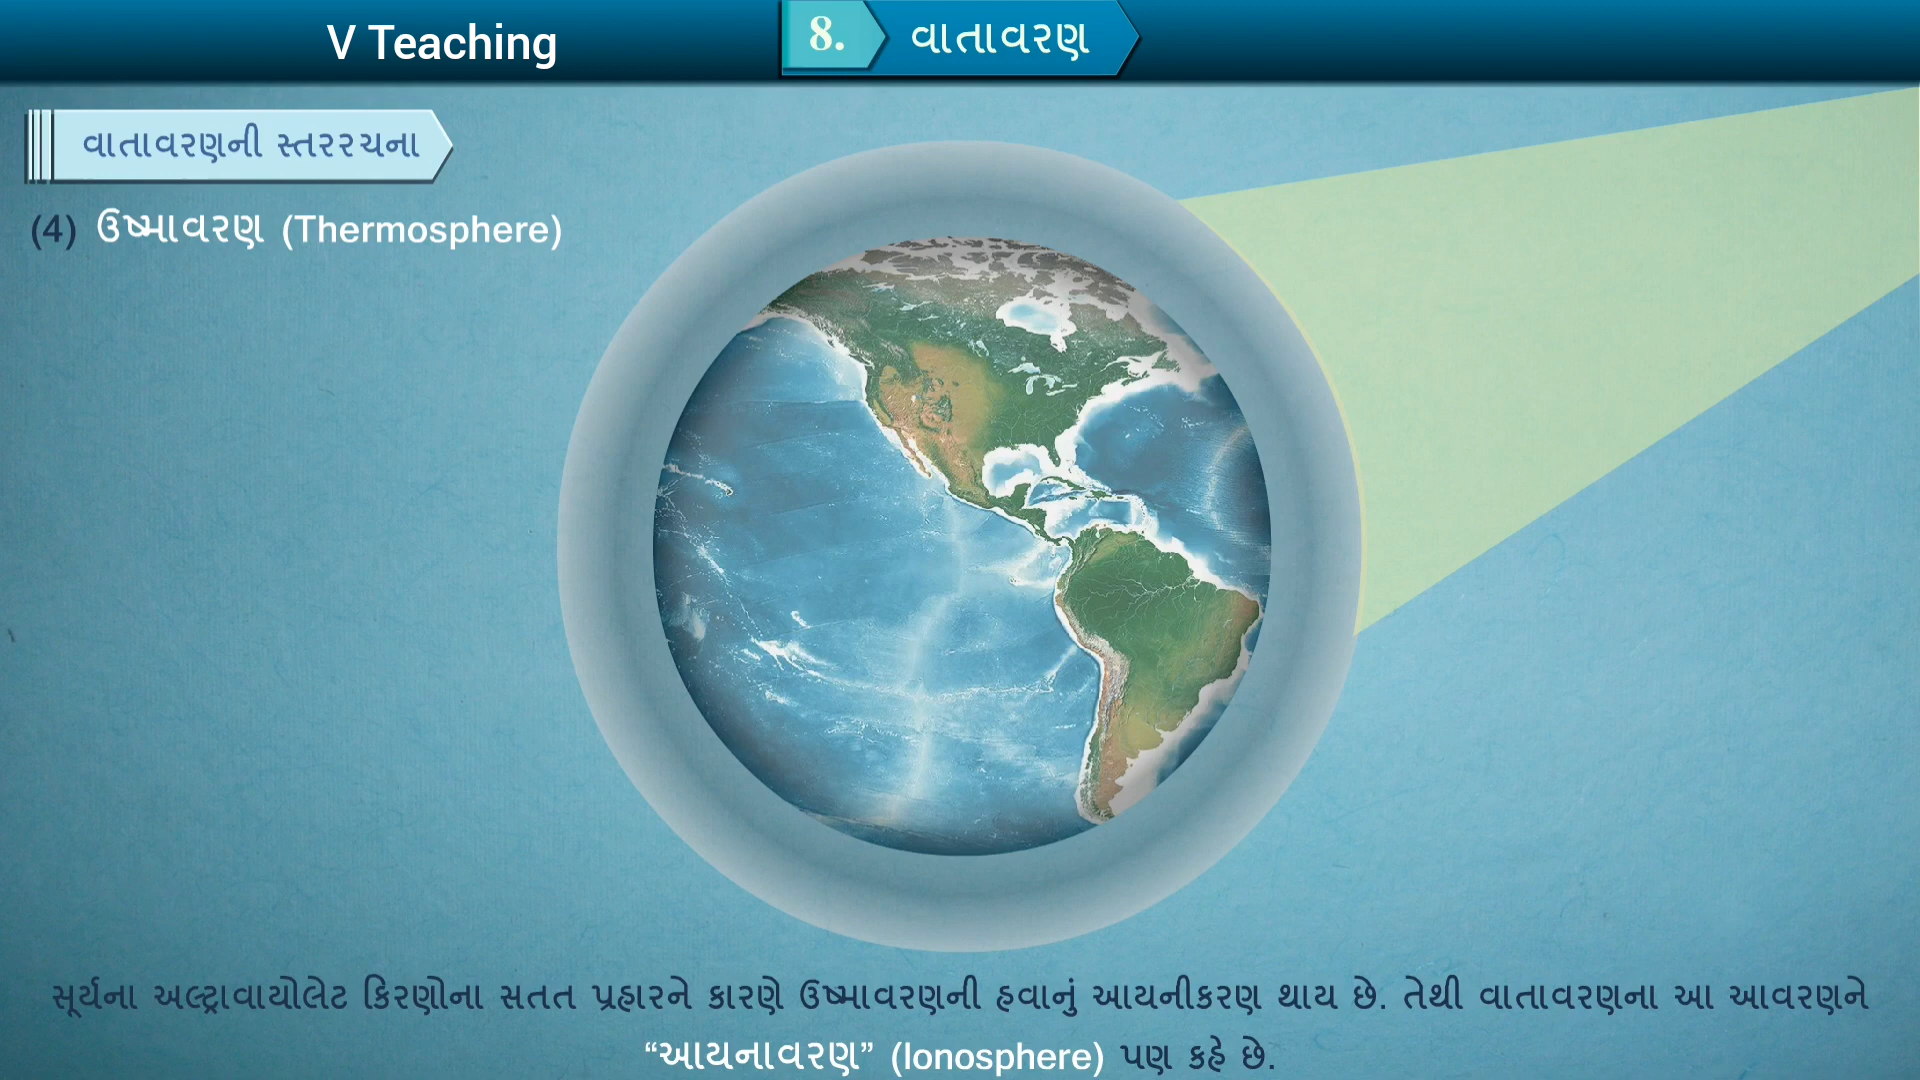 V Teaching
8. વાતાવરણ
વાતાવરણની સ્તરરચના
(4) ઉષ્માવરણ (Thermosphere)
સૂર્યના અલ્ટ્રાવાયોલેટ કિરણોના સતત પ્રહારને કારણે ઉષ્માવરણની હવાનું આયનીકરણ થાય છે. તેથી વાતાવરણના આ આવરણને
“આયનાવરણ” (Ionosphere) પણ કહે છે.